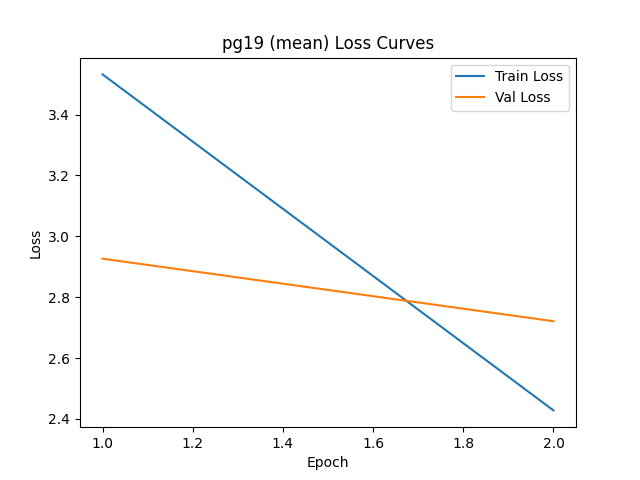 pg19 (mean) Loss Curves
Train Loss
Val Loss
Loss
3.4
3.2
3.0
2.8
2.6
2.4
1.0 1.2 1.4 1.6 1.8 2.0
Epoch